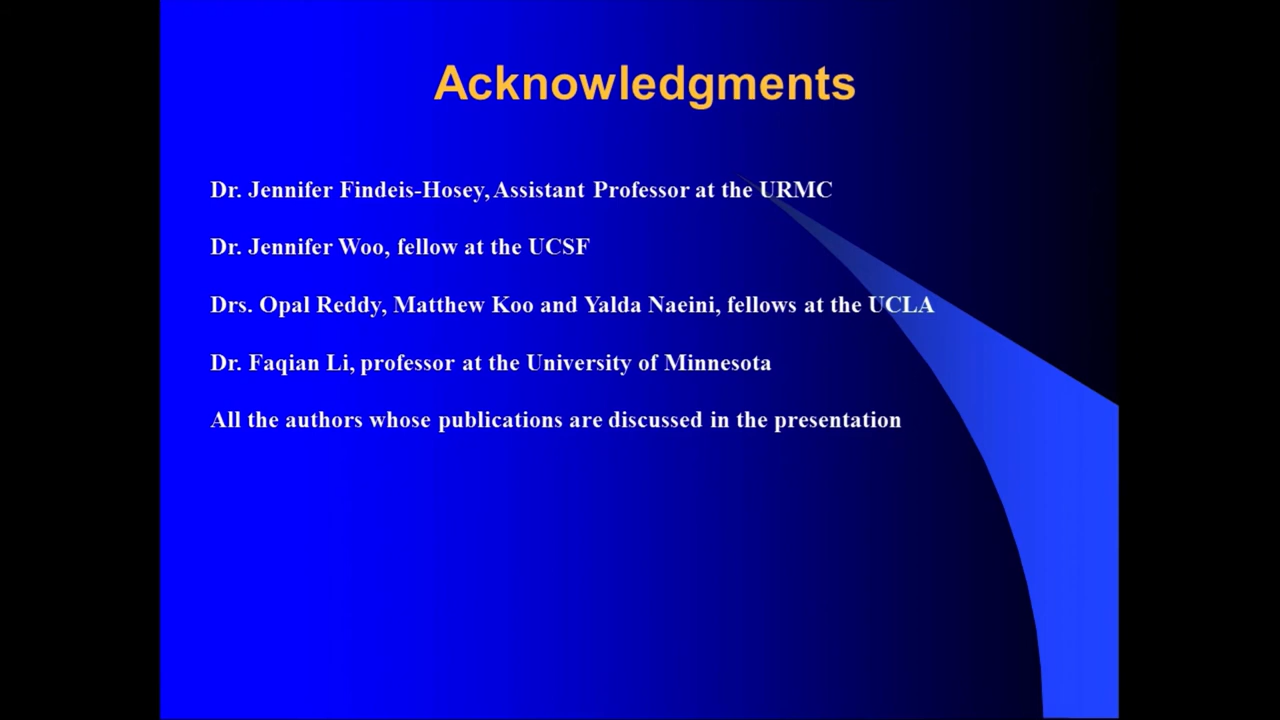 Acknowledgments
Dr. Jennifer Findeis-Hosey, Assistant Professor at the URMC
Dr. Jennifer Woo, fellow at the UCSF
Drs. Opal Reddy, Matthew Koo and Yalda Naeini, fellows at the UCLA
Dr. Faqian Li, professor at the University of Minnesota
All the authors whose publications are discussed in the presentation